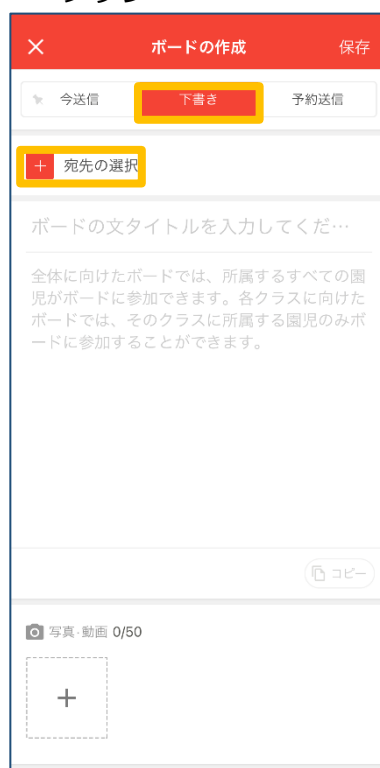 ボードの作成
保存
今送信
下書き
予約送信
宛先の選択
ボードの文タイトルを入力してくだ…
全体に向けたボードでは、所属するすべての園
児がボードに参加できます。各クラスに向けた
ボードでは、そのクラスに所属する園児のみボ
ードに参加することができます。
コピー
写真·動画 0/50